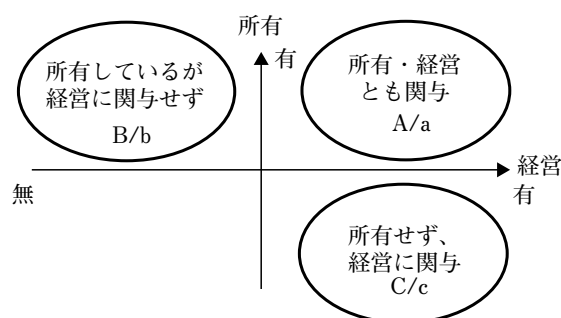 所有
有
所有しているが
経営に関与せず
B/b
所有・経営
とも関与
A/a
経営
無
有
所有せず、
経営に関与
C/c